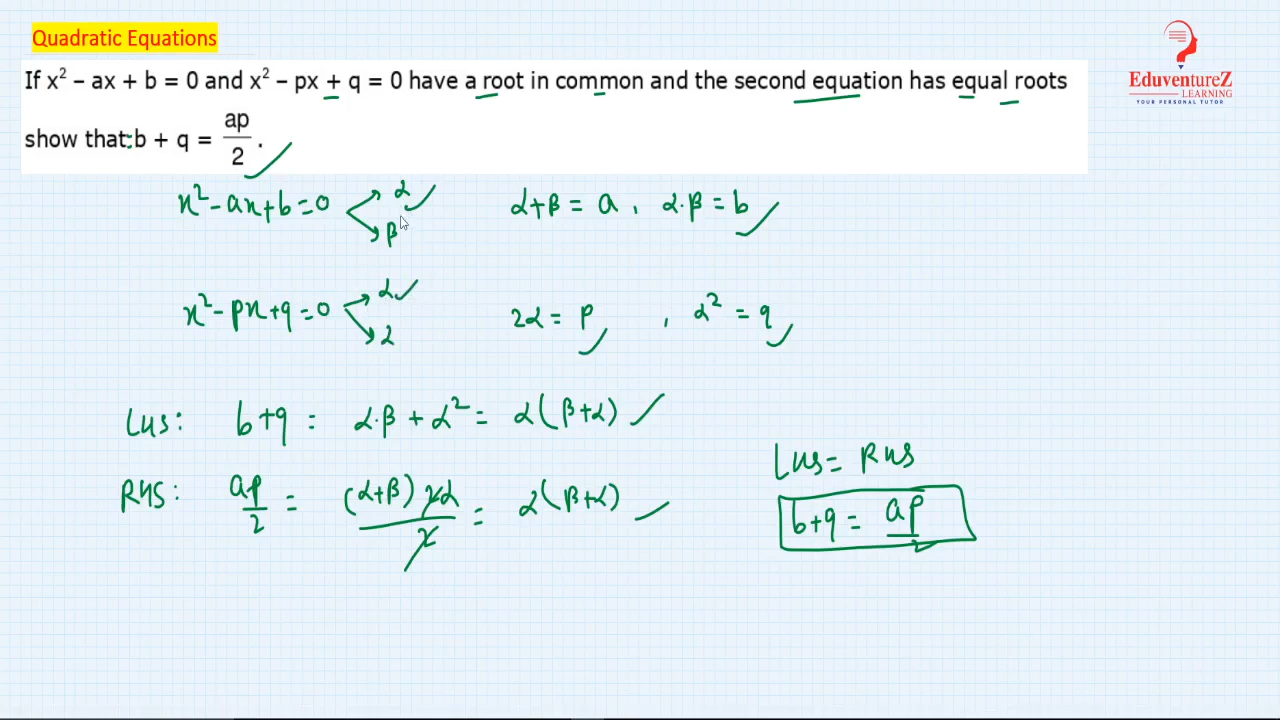 Quadratic Equations
EduventureZ
LEARNING
"YOUR PERSONAL TUTOR"
If x² – ax + b = 0 and x² – px + q = 0 have a root in common and the second equation has equal roots
show that:b + q = ap/2 .
x² - ax + b = 0 α β α+β = a , α·β = b
x² - px + q = 0 α α 2α = p , α² = q
LHS: b+q = α·β + α² = α(β+α)
RHS: ap/2 = (α+β) 2α/2 = α(β+α)
LHS = RHS
b+q = ap/2